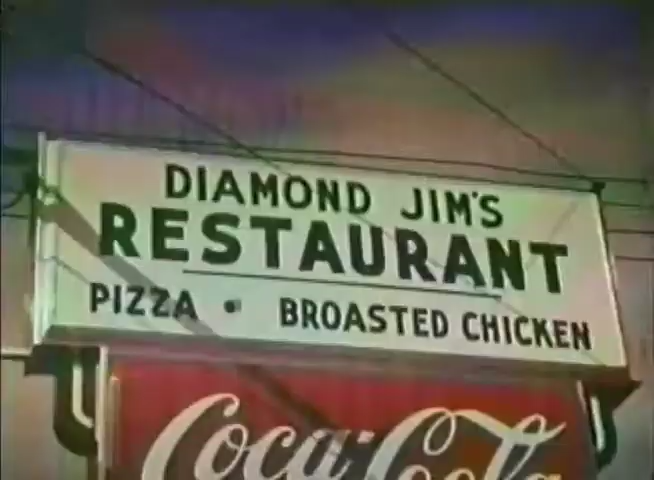 DIAMOND JIM'S
RESTAURANT
PIZZA • BROASTED CHICKEN
Coca-Cola